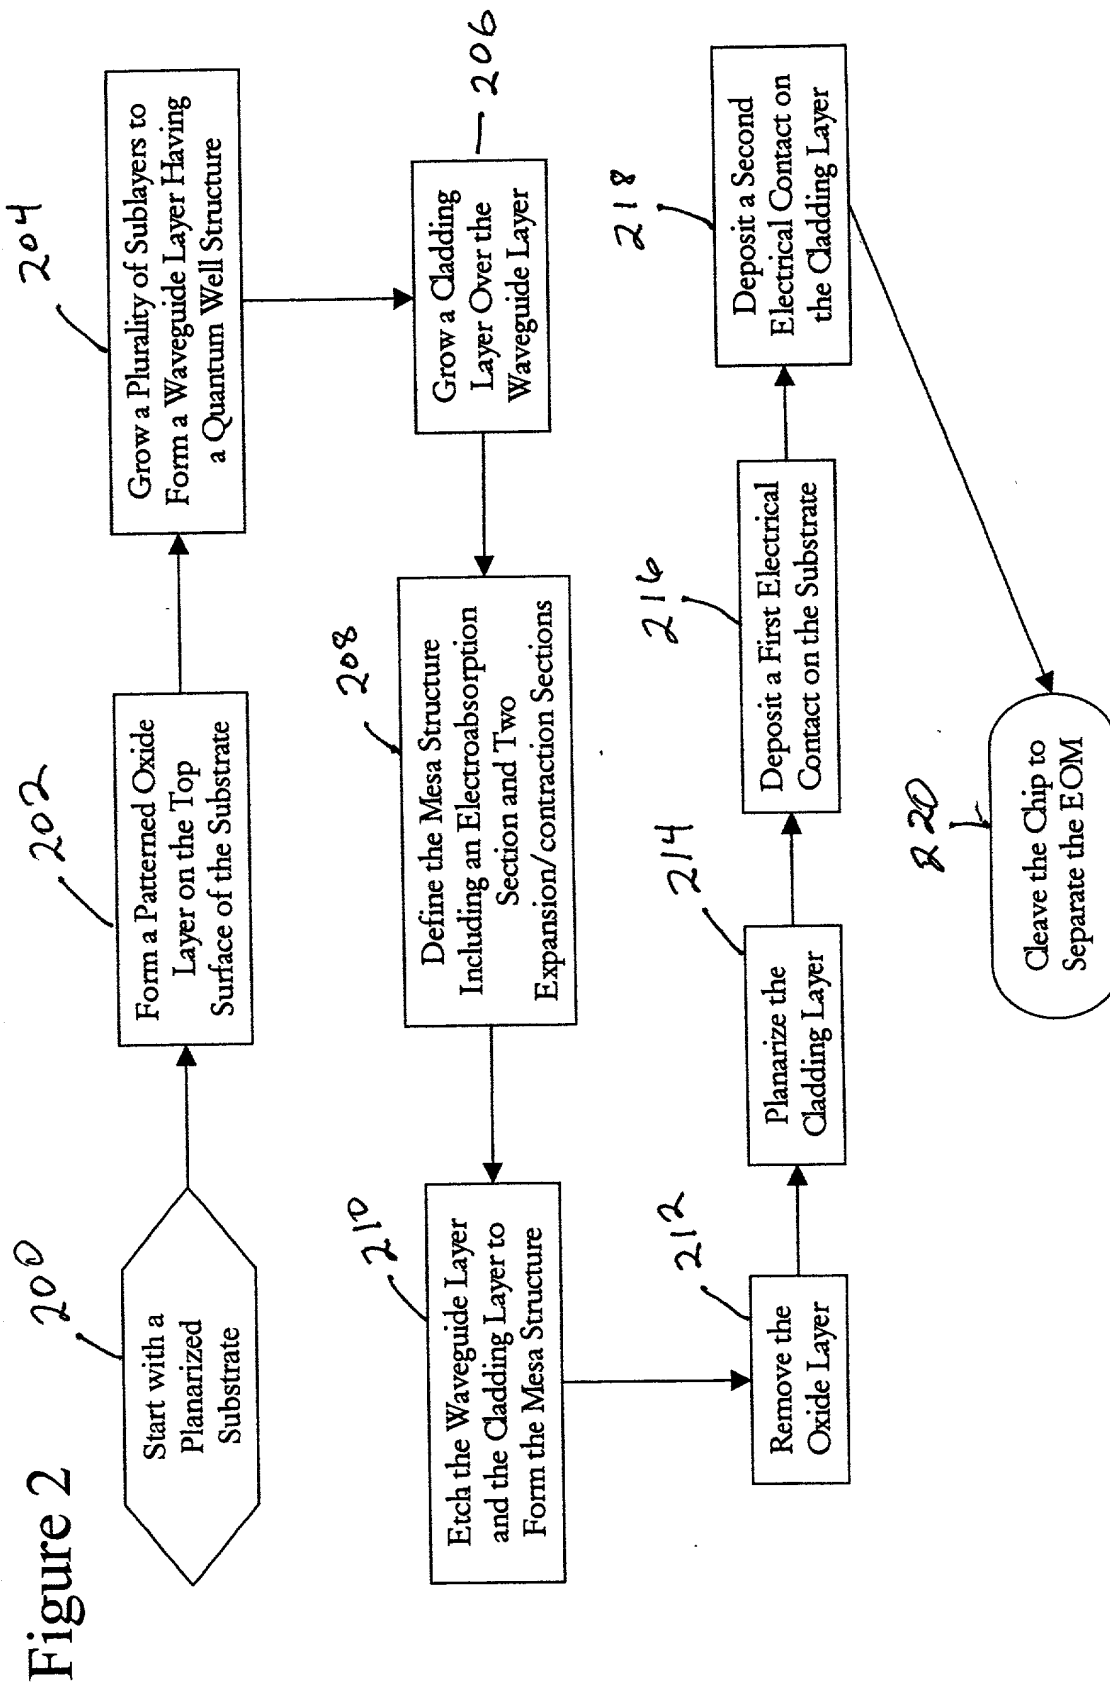 Figure 2
200
Start with a
Planarized
Substrate
202
Form a Patterned Oxide
Layer on the Top
Surface of the Substrate
204
Grow a Plurality of Sublayers to
Form a Waveguide Layer Having
a Quantum Well Structure
206
Grow a Cladding
Layer Over the
Waveguide Layer
208
Define the Mesa Structure
Including an Electroabsorption
Section and Two
Expansion/contraction Sections
210
Etch the Waveguide Layer
and the Cladding Layer to
Form the Mesa Structure
212
Remove the
Oxide Layer
214
Planarize the
Cladding Layer
216
Deposit a First Electrical
Contact on the Substrate
218
Deposit a Second
Electrical Contact on
the Cladding Layer
220
Cleave the Chip to
Separate the EOM